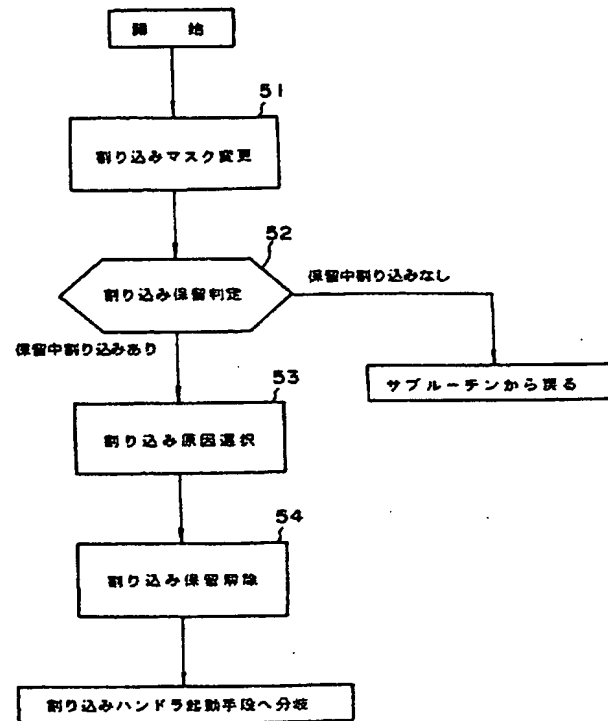 開 始
51
割り込みマスク変更
52
割り込み保留判定
保留中割り込みなし
保留中割り込みあり
サブルーチンから戻る
53
割り込み原因選択
54
割り込み保留解除
割り込みハンドラ起動手段へ分岐